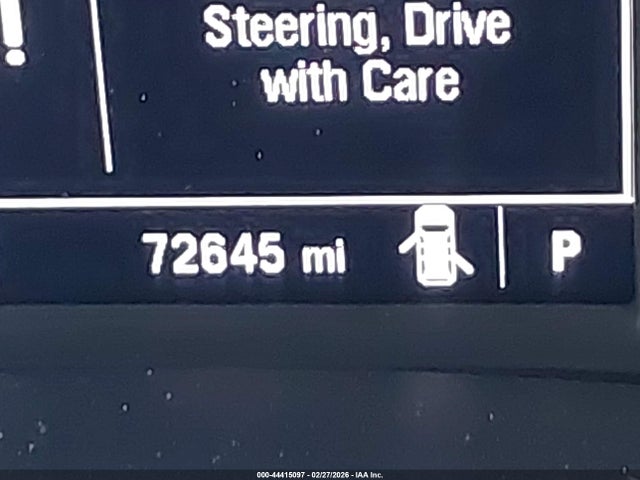 !
Steering, Drive
with Care
72645 mi
P
000-44415097 - 02/27/2026 - IAA Inc.